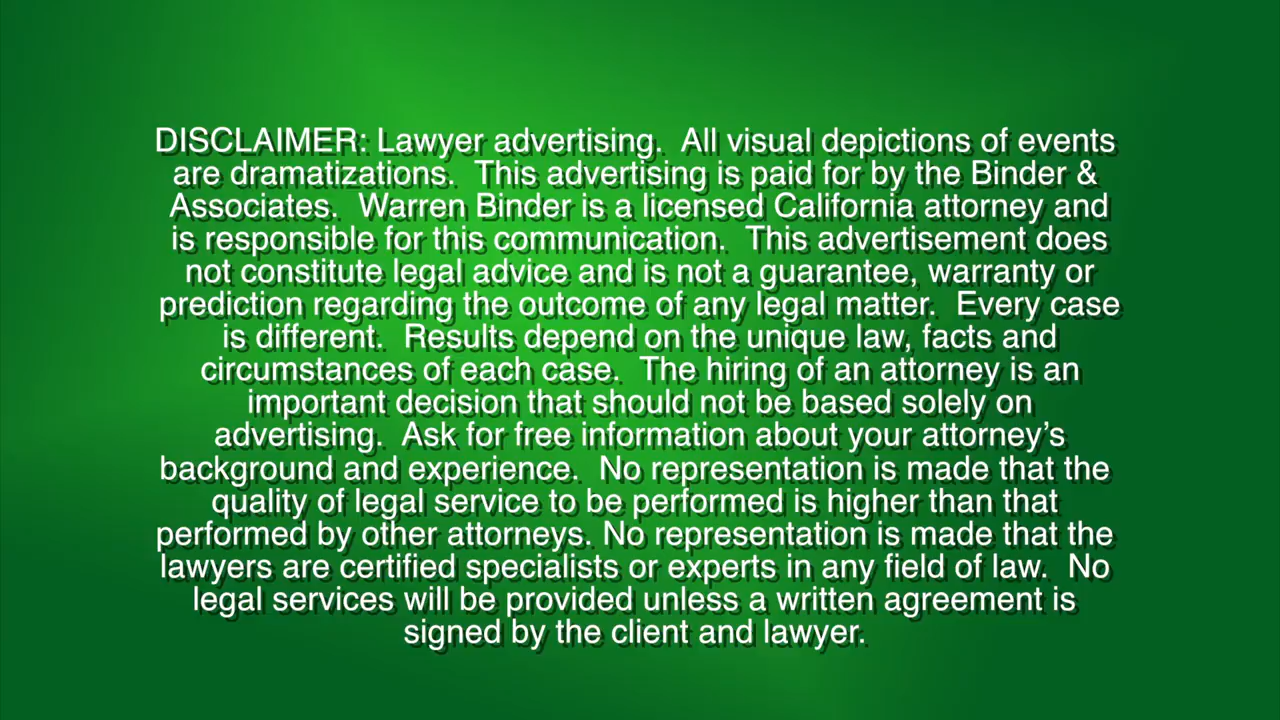 DISCLAIMER: Lawyer advertising.  All visual depictions of events
are dramatizations.  This advertising is paid for by the Binder &
Associates.  Warren Binder is a licensed California attorney and
is responsible for this communication.  This advertisement does
not constitute legal advice and is not a guarantee, warranty or
prediction regarding the outcome of any legal matter.  Every case
is different.  Results depend on the unique law, facts and
circumstances of each case.  The hiring of an attorney is an
important decision that should not be based solely on
advertising.  Ask for free information about your attorney’s
background and experience.  No representation is made that the
quality of legal service to be performed is higher than that
performed by other attorneys. No representation is made that the
lawyers are certified specialists or experts in any field of law.  No
legal services will be provided unless a written agreement is
signed by the client and lawyer.